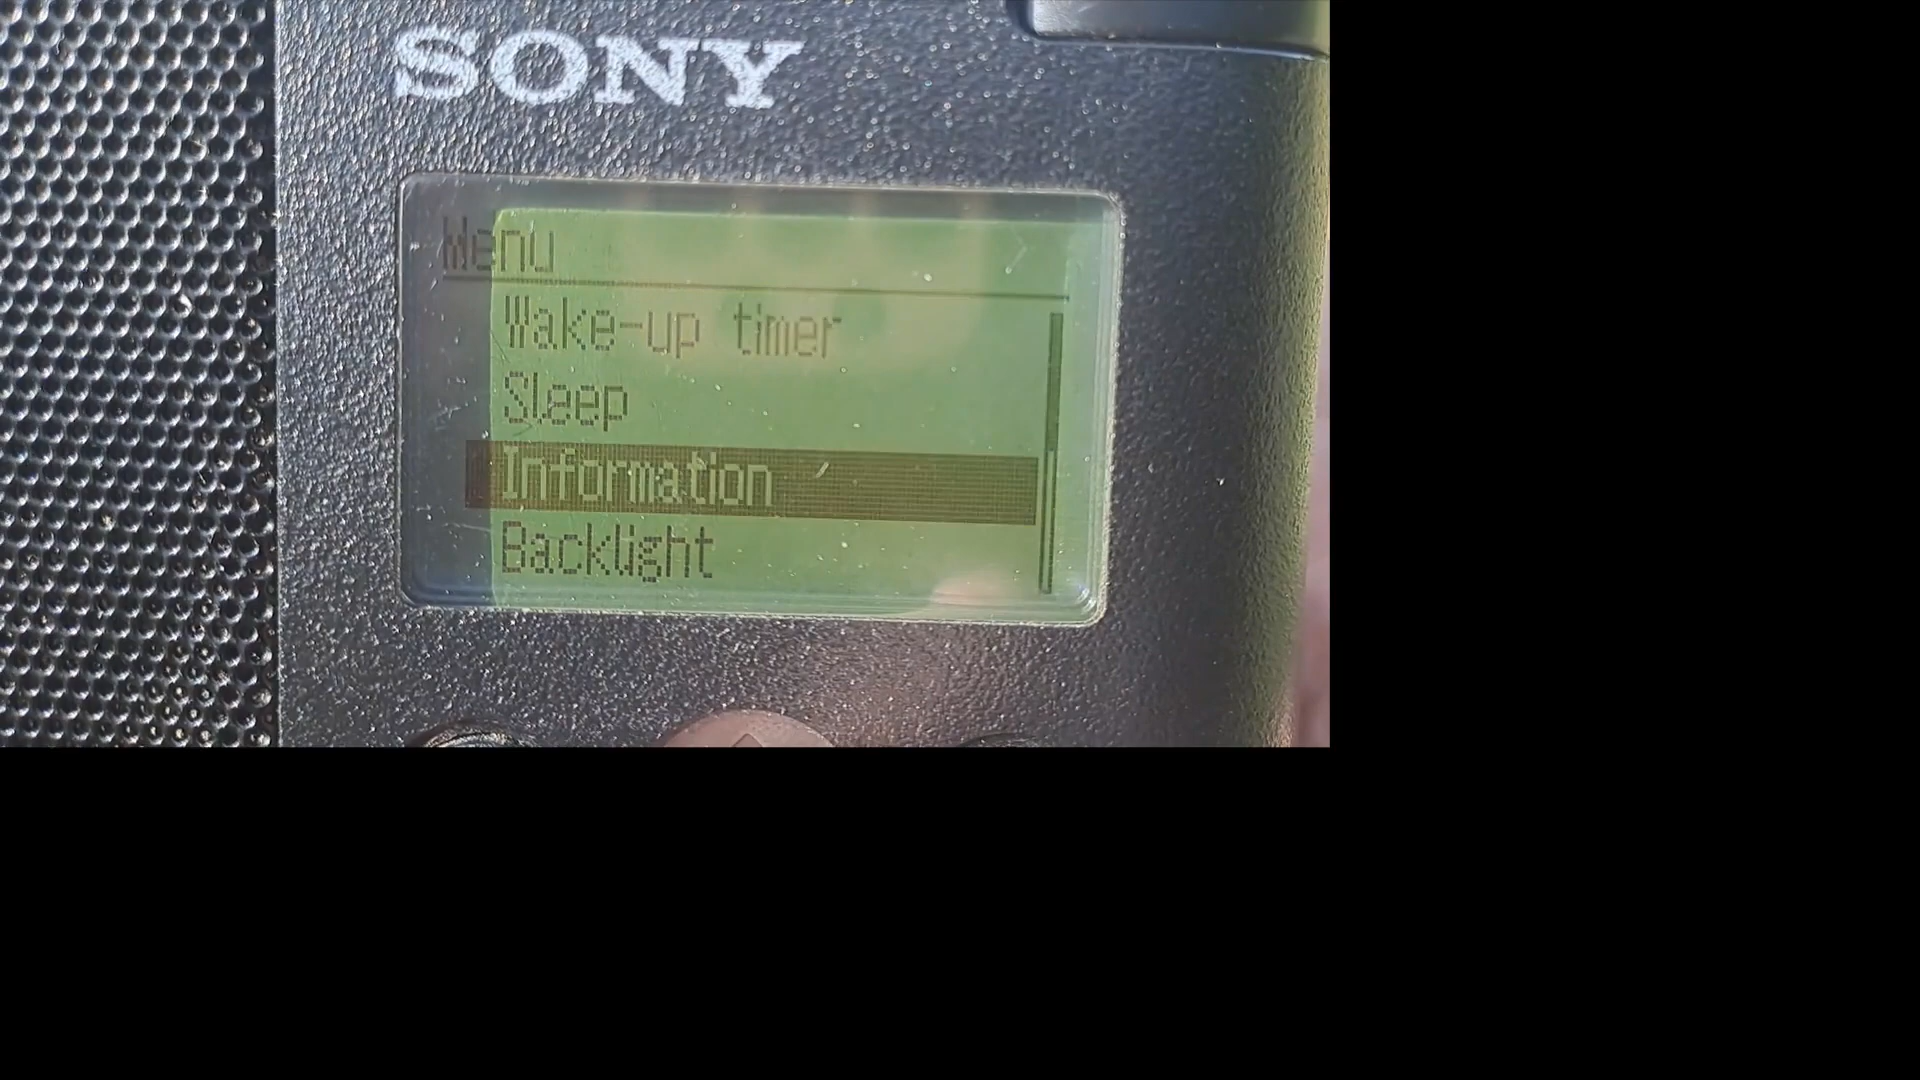 SONY
Menu
Wake-up timer
Sleep
Information
Backlight